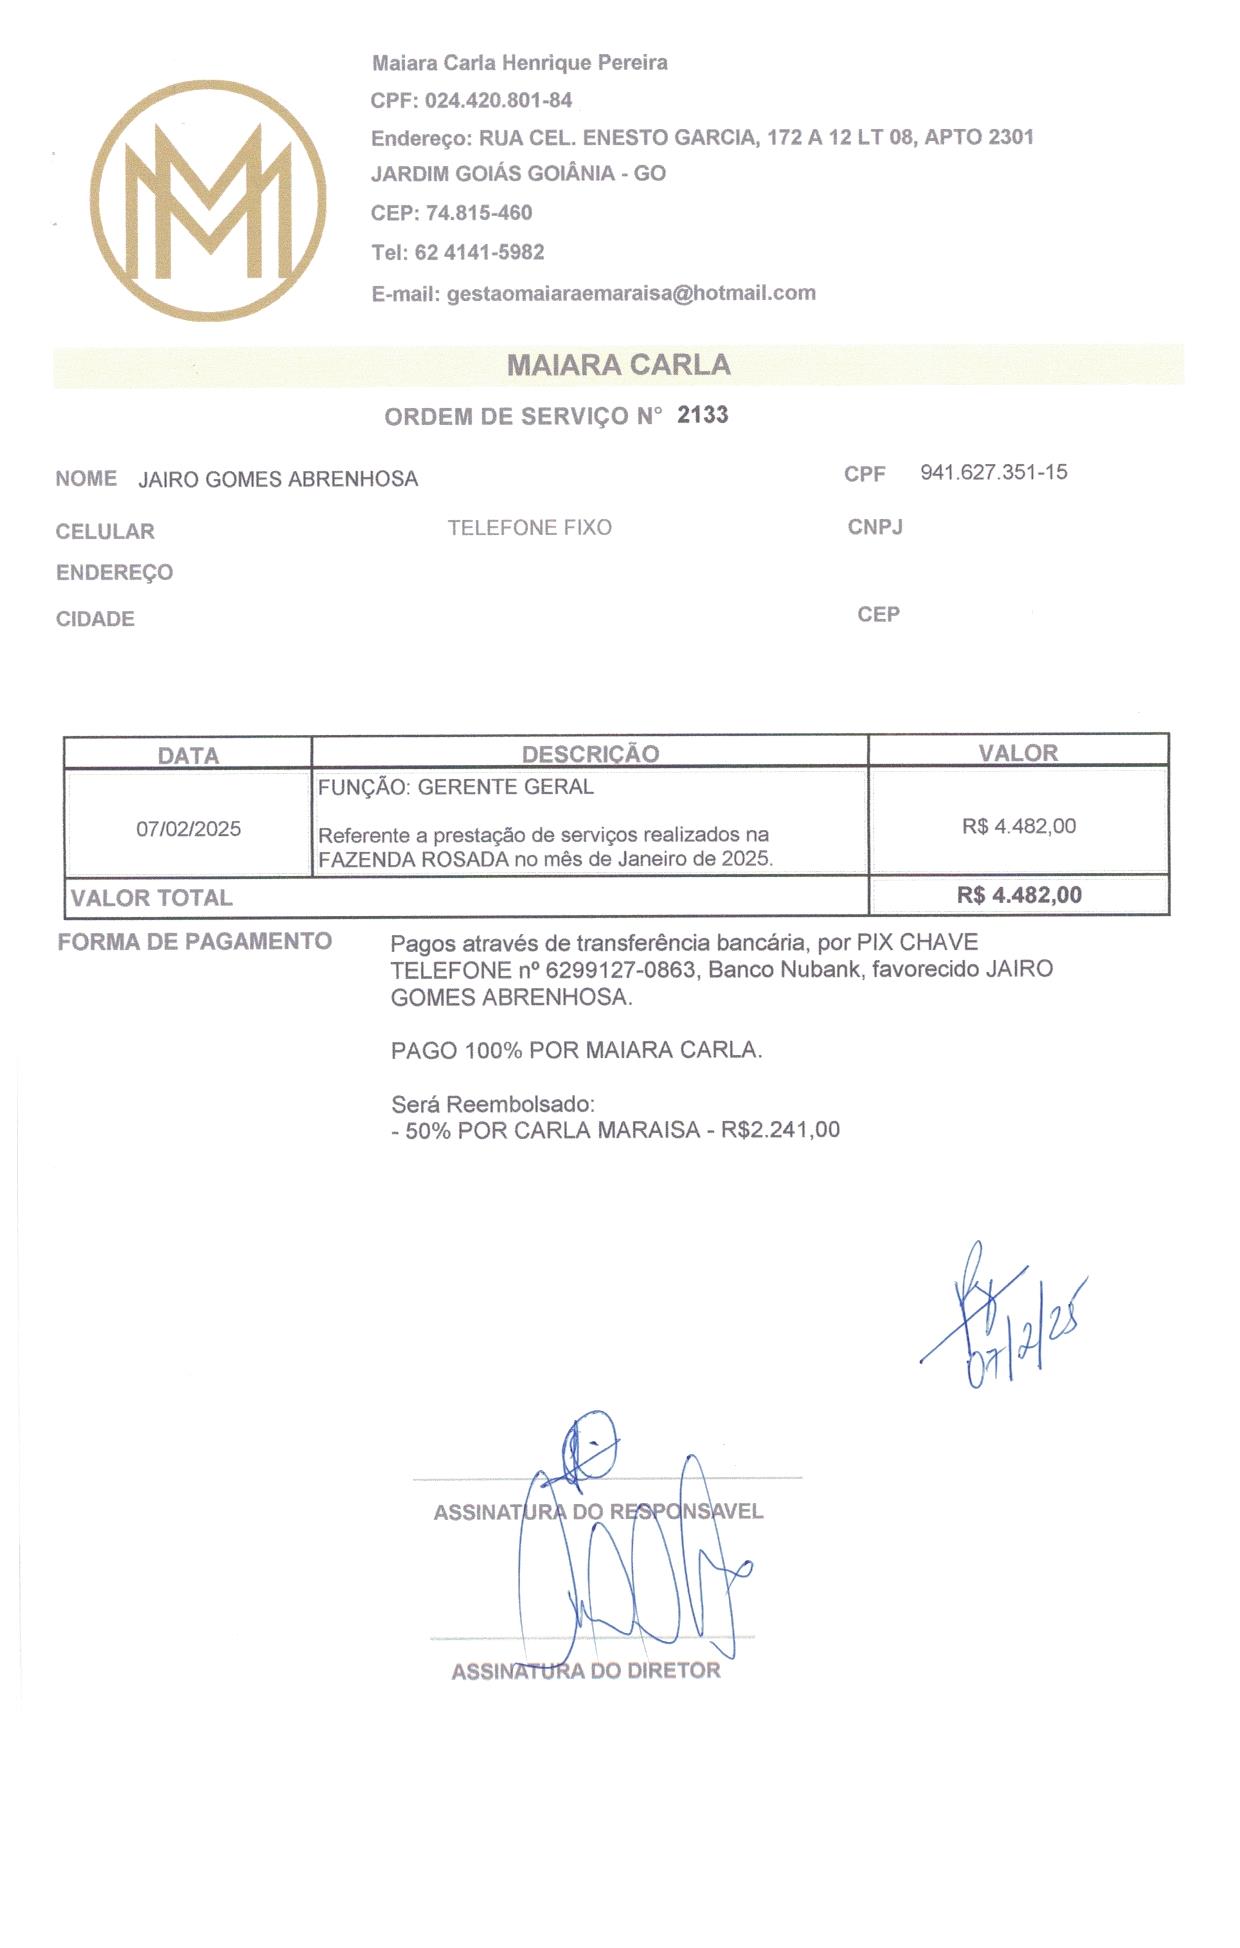 Maiara Carla Henrique Pereira
CPF: 024.420.801-84
Endereço: RUA CEL. ENESTO GARCIA, 172 A 12 LT 08, APTO 2301
JARDIM GOIÁS GOIÂNIA - GO
CEP: 74.815-460
Tel: 62 4141-5982
E-mail: gestaomaiaraemaraisa@hotmail.com
MAIARA CARLA
ORDEM DE SERVIÇO N° 2133
NOME JAIRO GOMES ABRENHOSA CPF 941.627.351-15
CELULAR TELEFONE FIXO CNPJ
ENDEREÇO
CIDADE CEP
DATA DESCRIÇÃO VALOR
FUNÇÃO: GERENTE GERAL
07/02/2025 R$ 4.482,00
Referente a prestação de serviços realizados na
FAZENDA ROSADA no mês de Janeiro de 2025.
VALOR TOTAL R$ 4.482,00
FORMA DE PAGAMENTO Pagos através de transferência bancária, por PIX CHAVE
TELEFONE nº 6299127-0863, Banco Nubank, favorecido JAIRO
GOMES ABRENHOSA.
PAGO 100% POR MAIARA CARLA.
Será Reembolsado:
- 50% POR CARLA MARAISA - R$2.241,00
07/2/25
ASSINATURA DO RESPONSAVEL
ASSINATURA DO DIRETOR